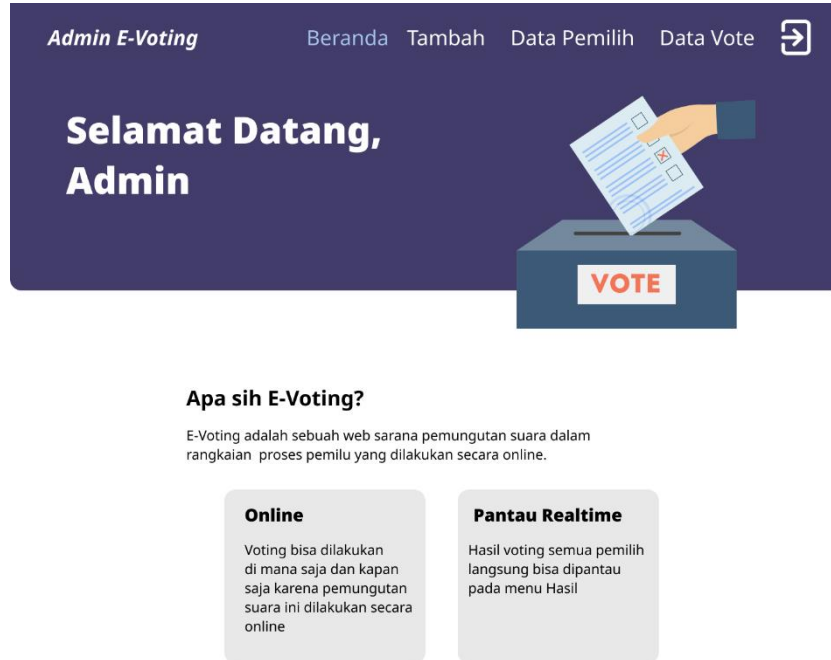 Admin E-Voting
Beranda Tambah Data Pemilih Data Vote
Selamat Datang,
Admin
VOTE
Apa sih E-Voting?
E-Voting adalah sebuah web sarana pemungutan suara dalam
rangkaian proses pemilu yang dilakukan secara online.
Online
Voting bisa dilakukan
di mana saja dan kapan
saja karena pemungutan
suara ini dilakukan secara
online
Pantau Realtime
Hasil voting semua pemilih
langsung bisa dipantau
pada menu Hasil